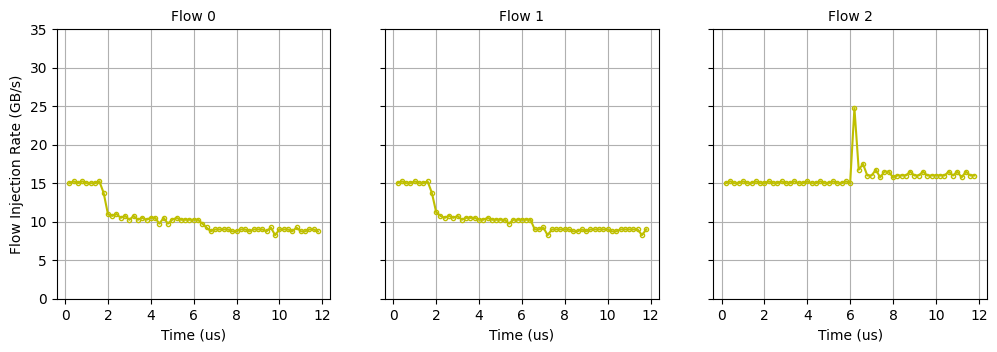 Flow 0
Flow 1
Flow 2
Flow Injection Rate (GB/s)
35
30
25
20
15
10
5
0
0 2 4 6 8 10 12
0 2 4 6 8 10 12
0 2 4 6 8 10 12
Time (us)
Time (us)
Time (us)